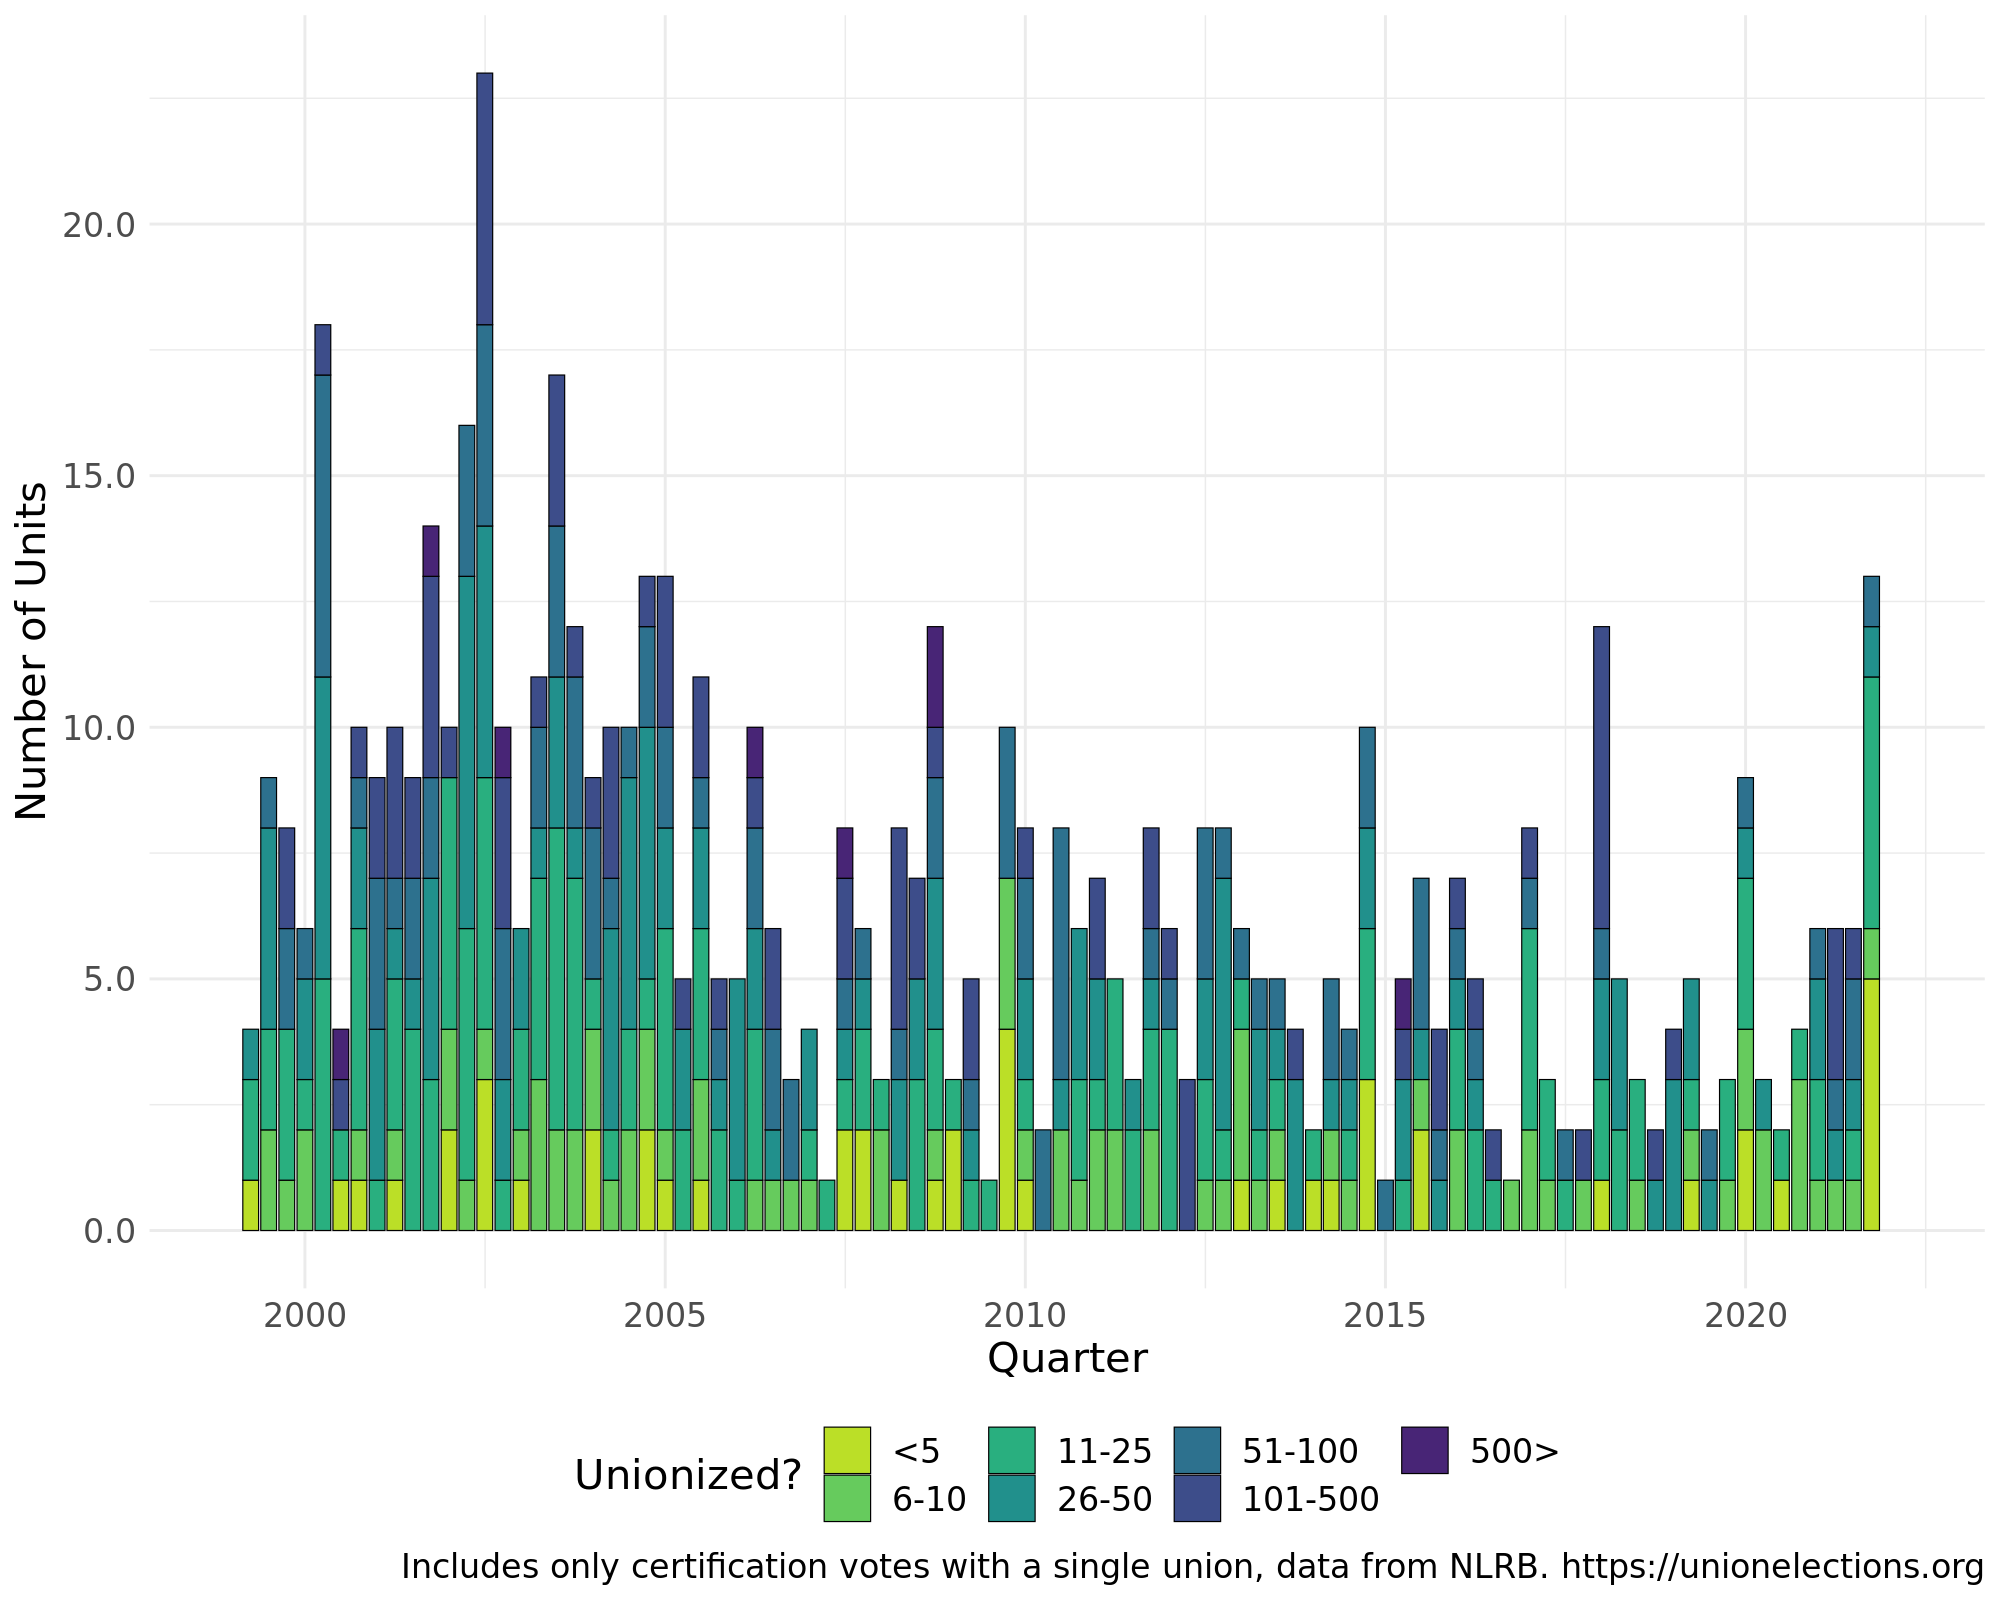 Number of Units
20.0
15.0
10.0
5.0
0.0
2000 2005 2010 2015 2020
Quarter
Unionized?
<5 11-25 51-100 500>
6-10 26-50 101-500
Includes only certification votes with a single union, data from NLRB. https://unionelections.org